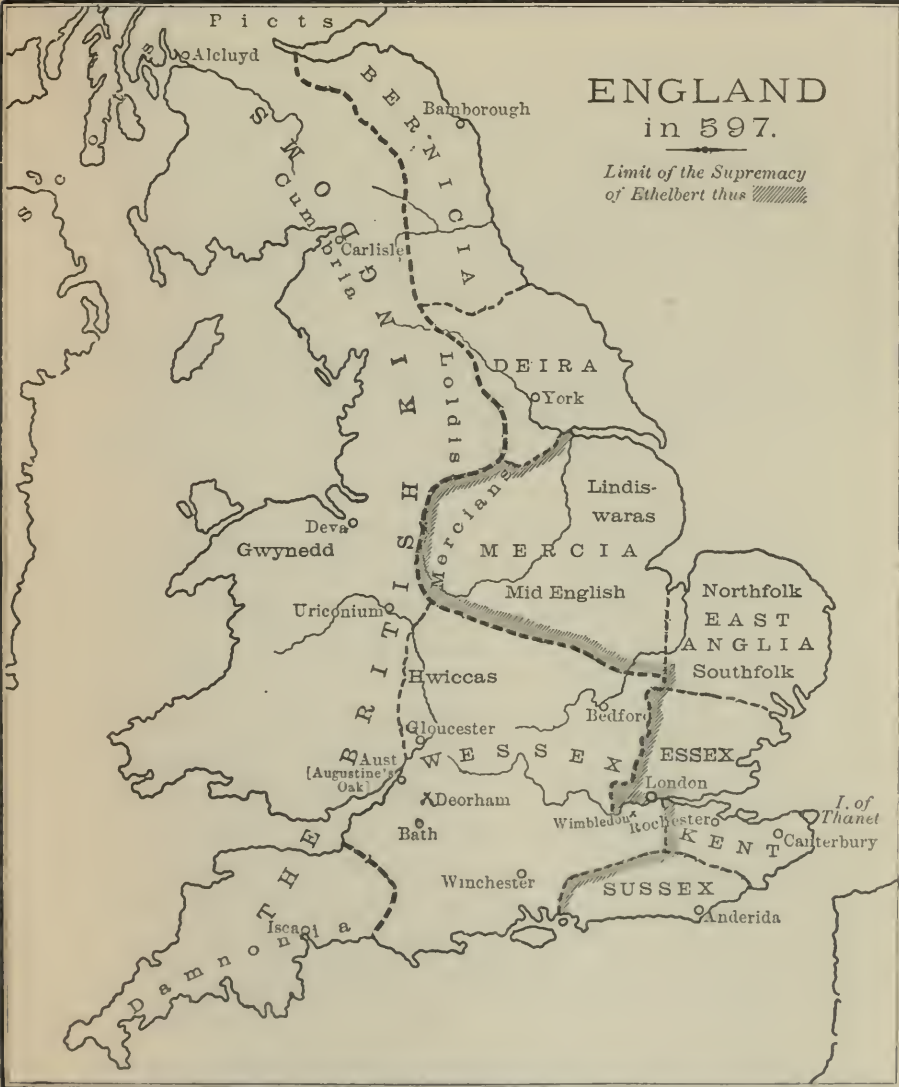 ENGLAND
in 597.
Limit of the Supremacy
of Ethelbert thus
Picts
Alcluyd
Scots
BERNICIA
Bamborough
THE BRITISH KINGDOMS
Cumbria
Carlisle
DEIRA
York
Loidis
Lindis-
waras
Mercians
MERCIA
Mid English
Deva
Gwynedd
Uriconium
Northfolk
EAST
ANGLIA
Southfolk
Hwiccas
Bedford
Gloucester
WESSEX
ESSEX
Aust
[Augustine's
Oak]
Deorham
London
I. of
Thanet
Wimbledon
Rochester
KENT
Canterbury
Bath
Winchester
SUSSEX
Anderida
Isca
Damnonia